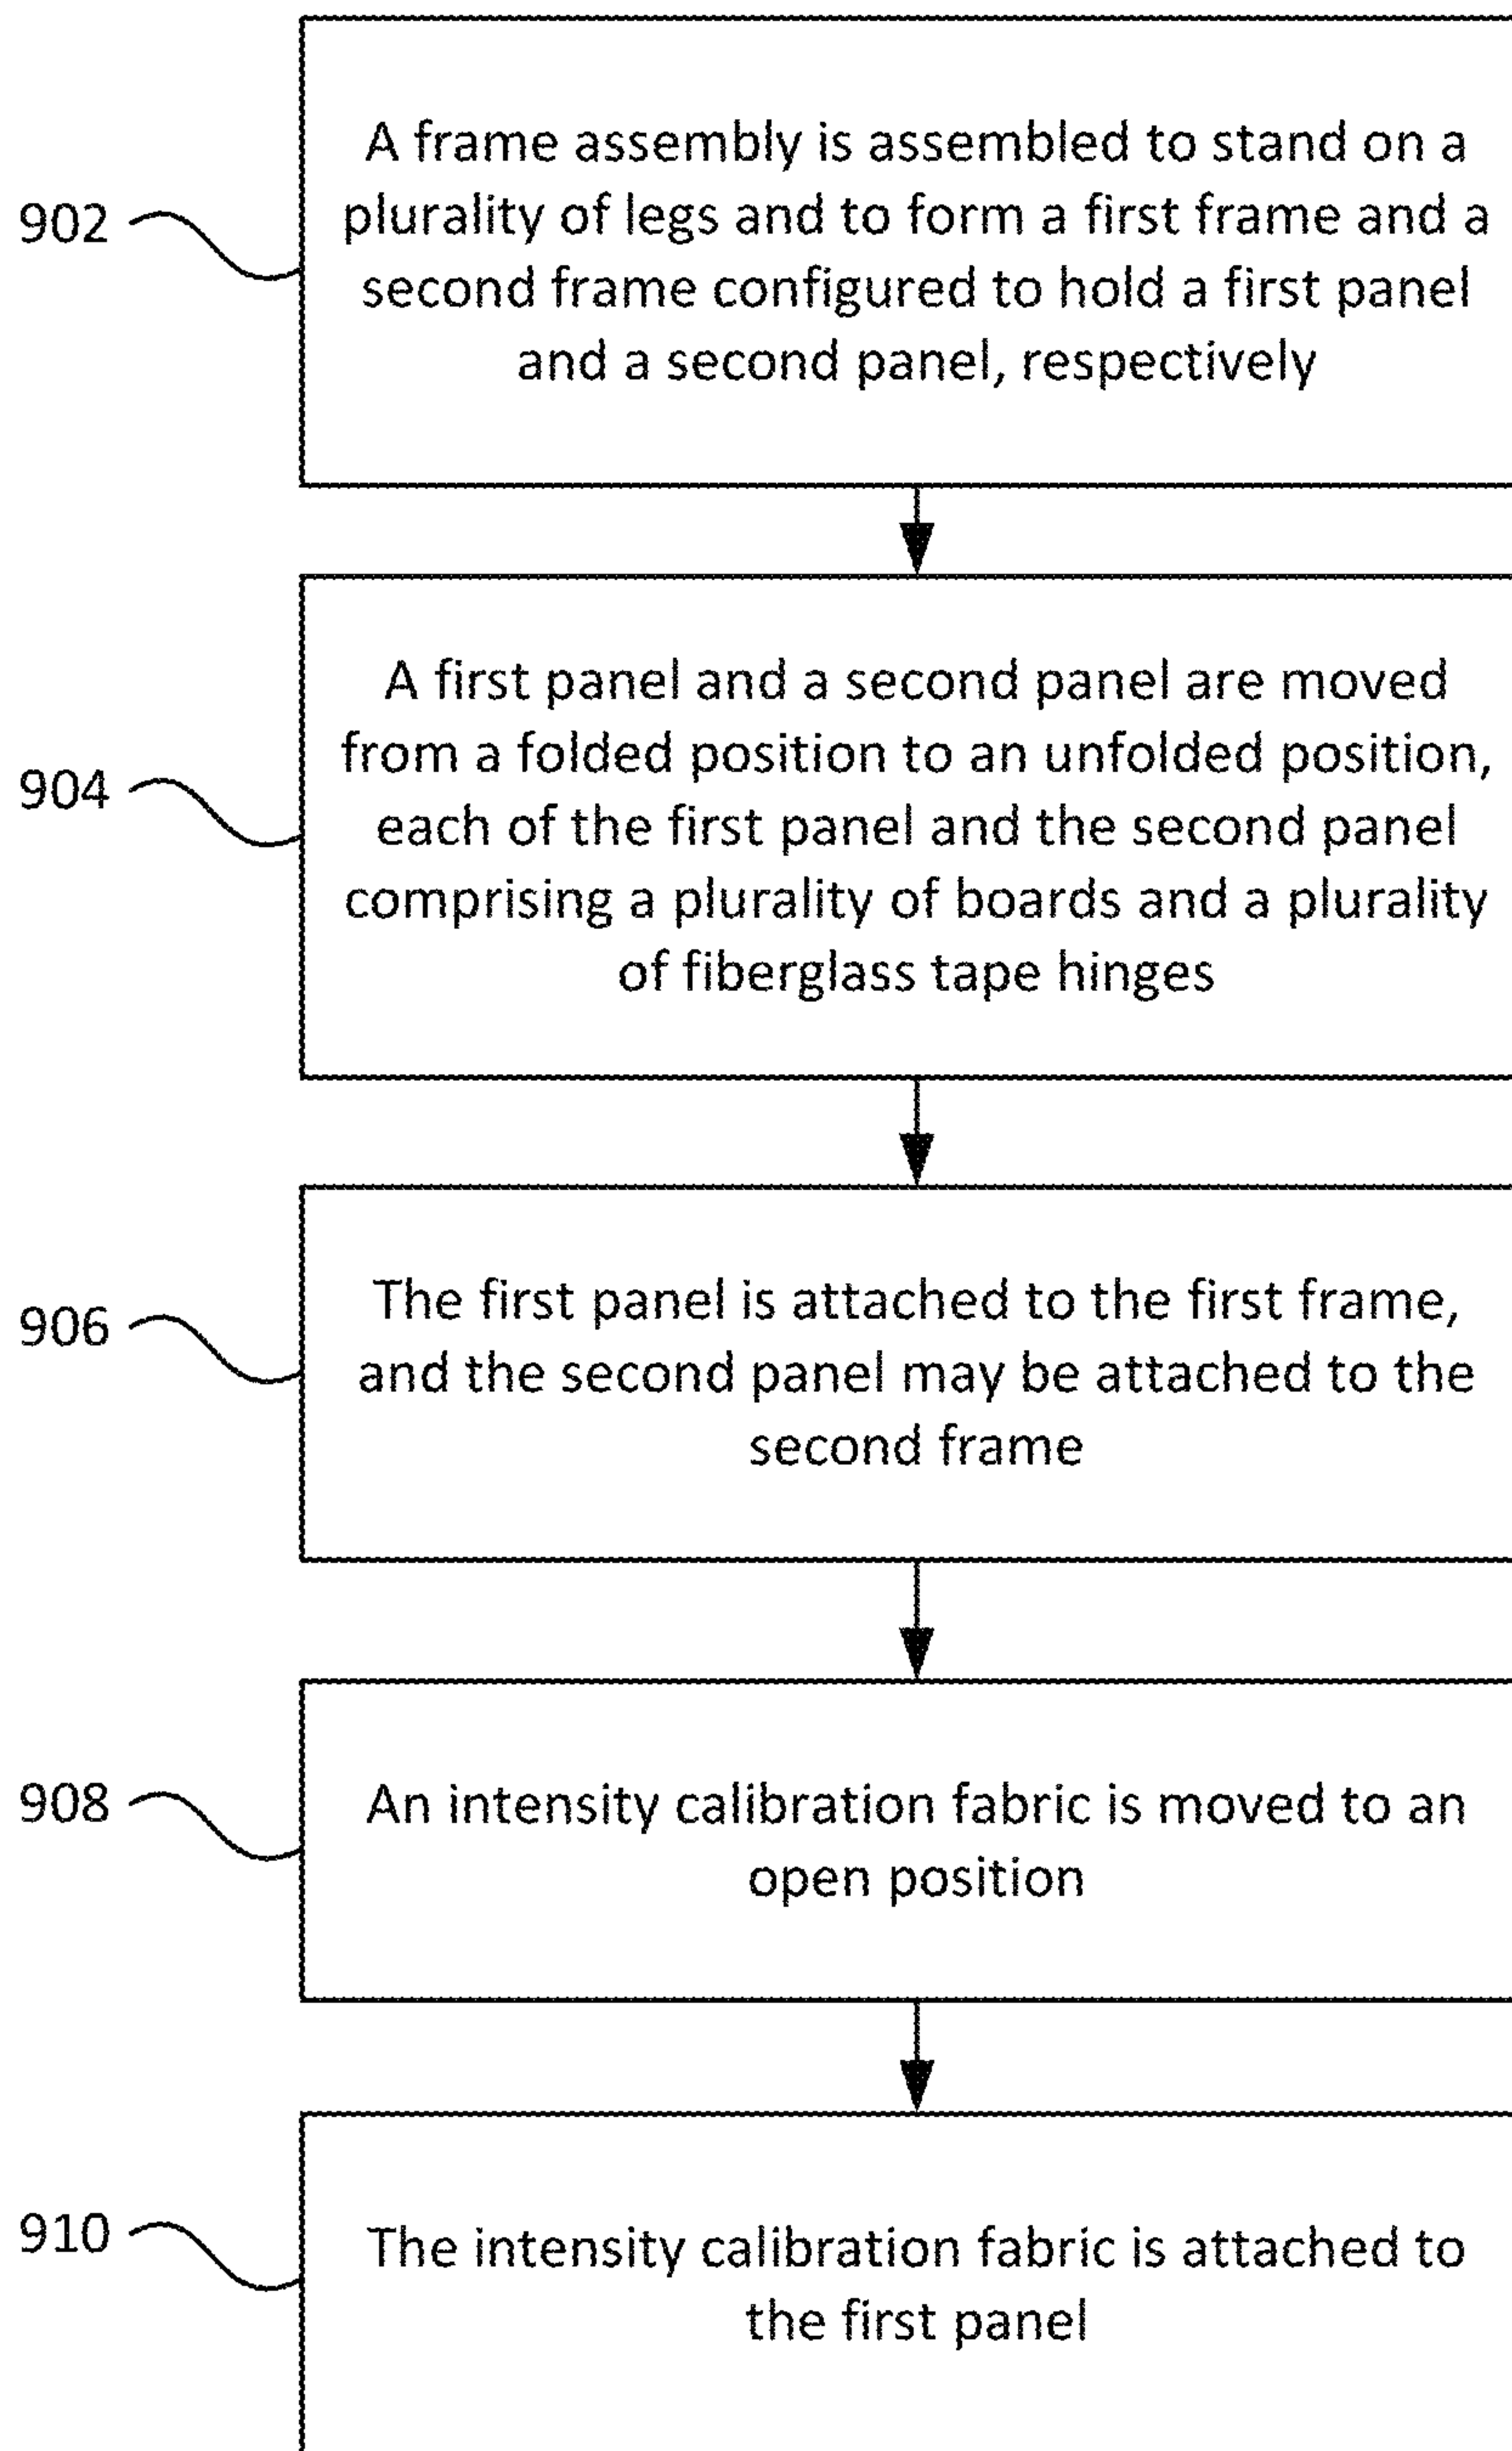 902
A frame assembly is assembled to stand on a
plurality of legs and to form a first frame and a
second frame configured to hold a first panel
and a second panel, respectively
904
A first panel and a second panel are moved
from a folded position to an unfolded position,
each of the first panel and the second panel
comprising a plurality of boards and a plurality
of fiberglass tape hinges
906
The first panel is attached to the first frame,
and the second panel may be attached to the
second frame
908
An intensity calibration fabric is moved to an
open position
910
The intensity calibration fabric is attached to
the first panel